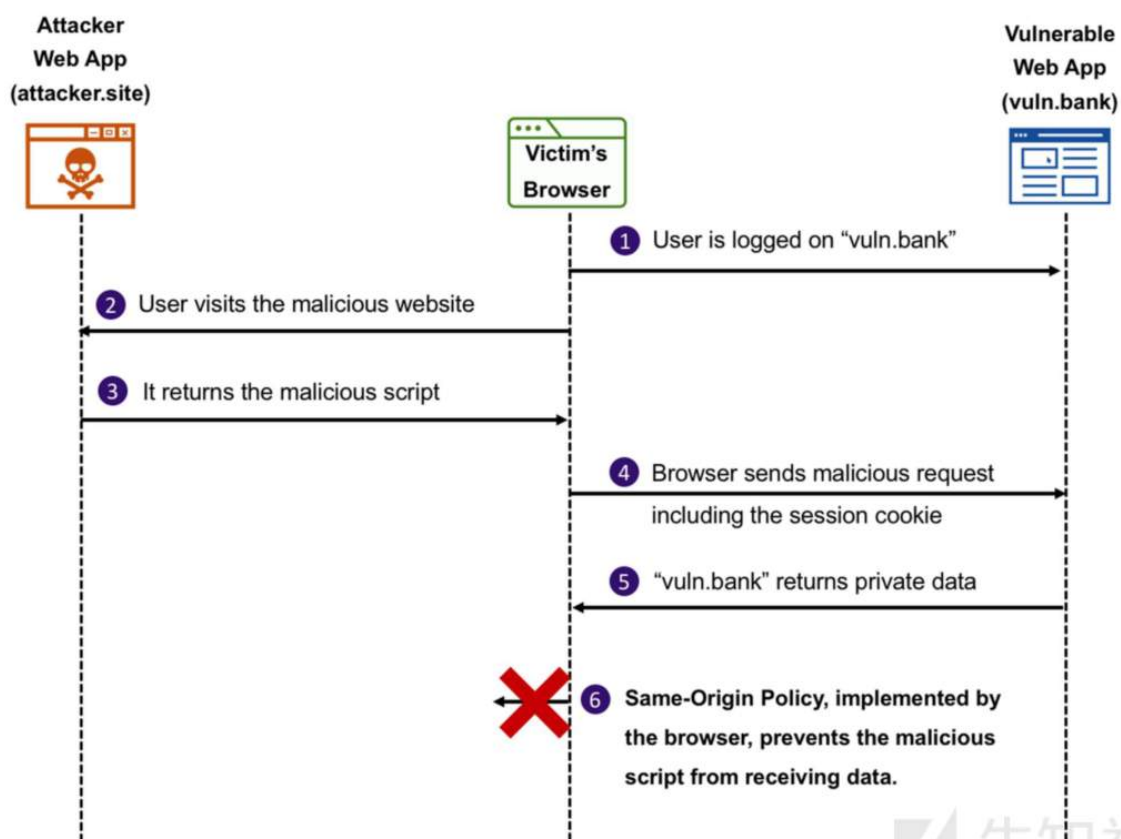 Attacker
Web App
(attacker.site)
Victim's
Browser
Vulnerable
Web App
(vuln.bank)
1 User is logged on “vuln.bank”
2 User visits the malicious website
3 It returns the malicious script
4 Browser sends malicious request
including the session cookie
5 “vuln.bank” returns private data
6 Same-Origin Policy, implemented by
the browser, prevents the malicious
script from receiving data.